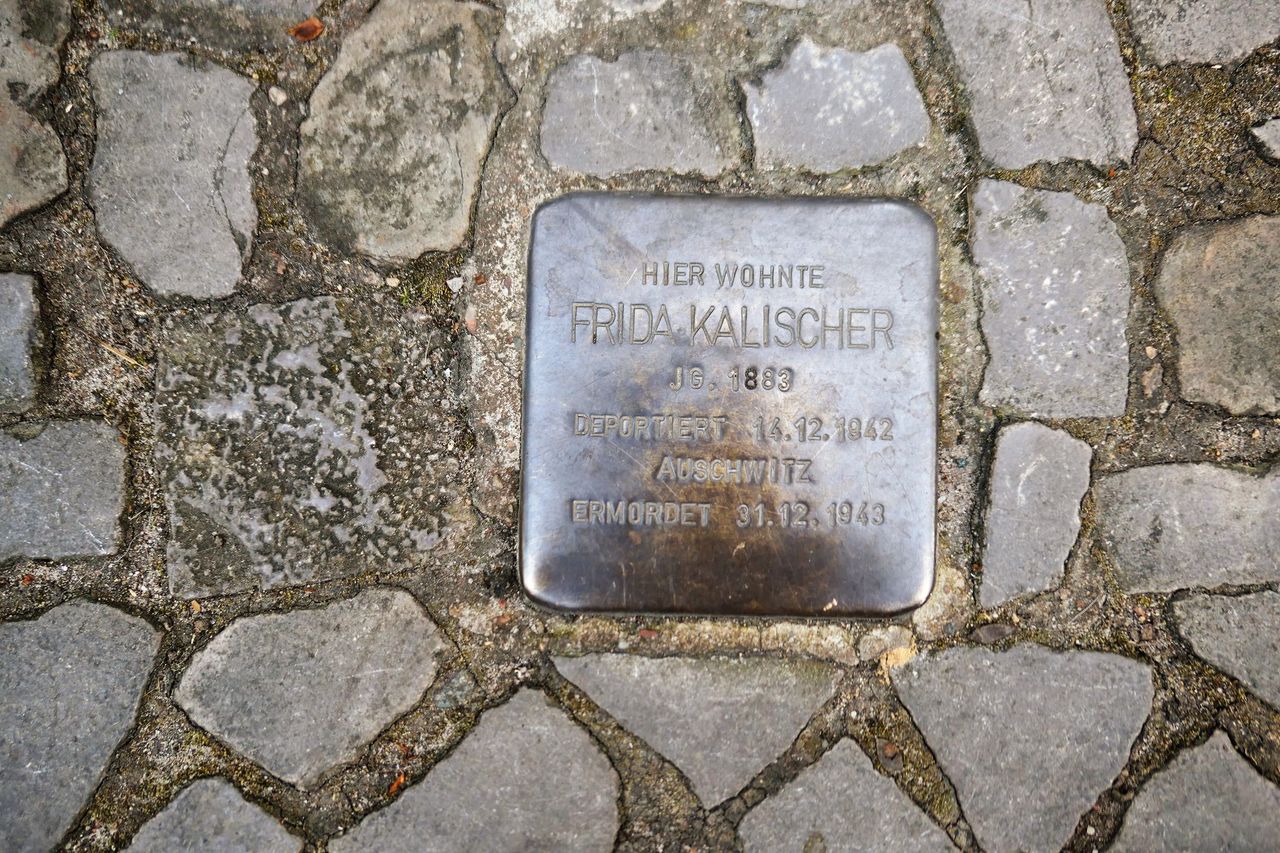 HIER WOHNTE
FRIDA KALISCHER
JG. 1883
DEPORTIERT 14.12.1942
AUSCHWITZ
ERMORDET 31.12.1943